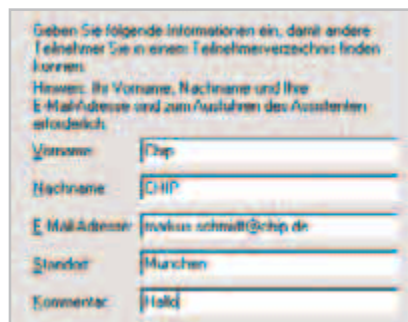 Geben Sie folgende Informationen ein, damit andere
Teilnehmer Sie in einem Teilnehmerverzeichnis finden
können.
Hinweis: Ihr Vorname, Nachname und Ihre
E-Mail-Adresse sind zum Ausführen des Assistenten
erforderlich.
Vorname: Chip
Nachname: CHIP
E-Mail-Adresse: markus.schmidt@chip.de
Standort: München
Kommentar: Hallo